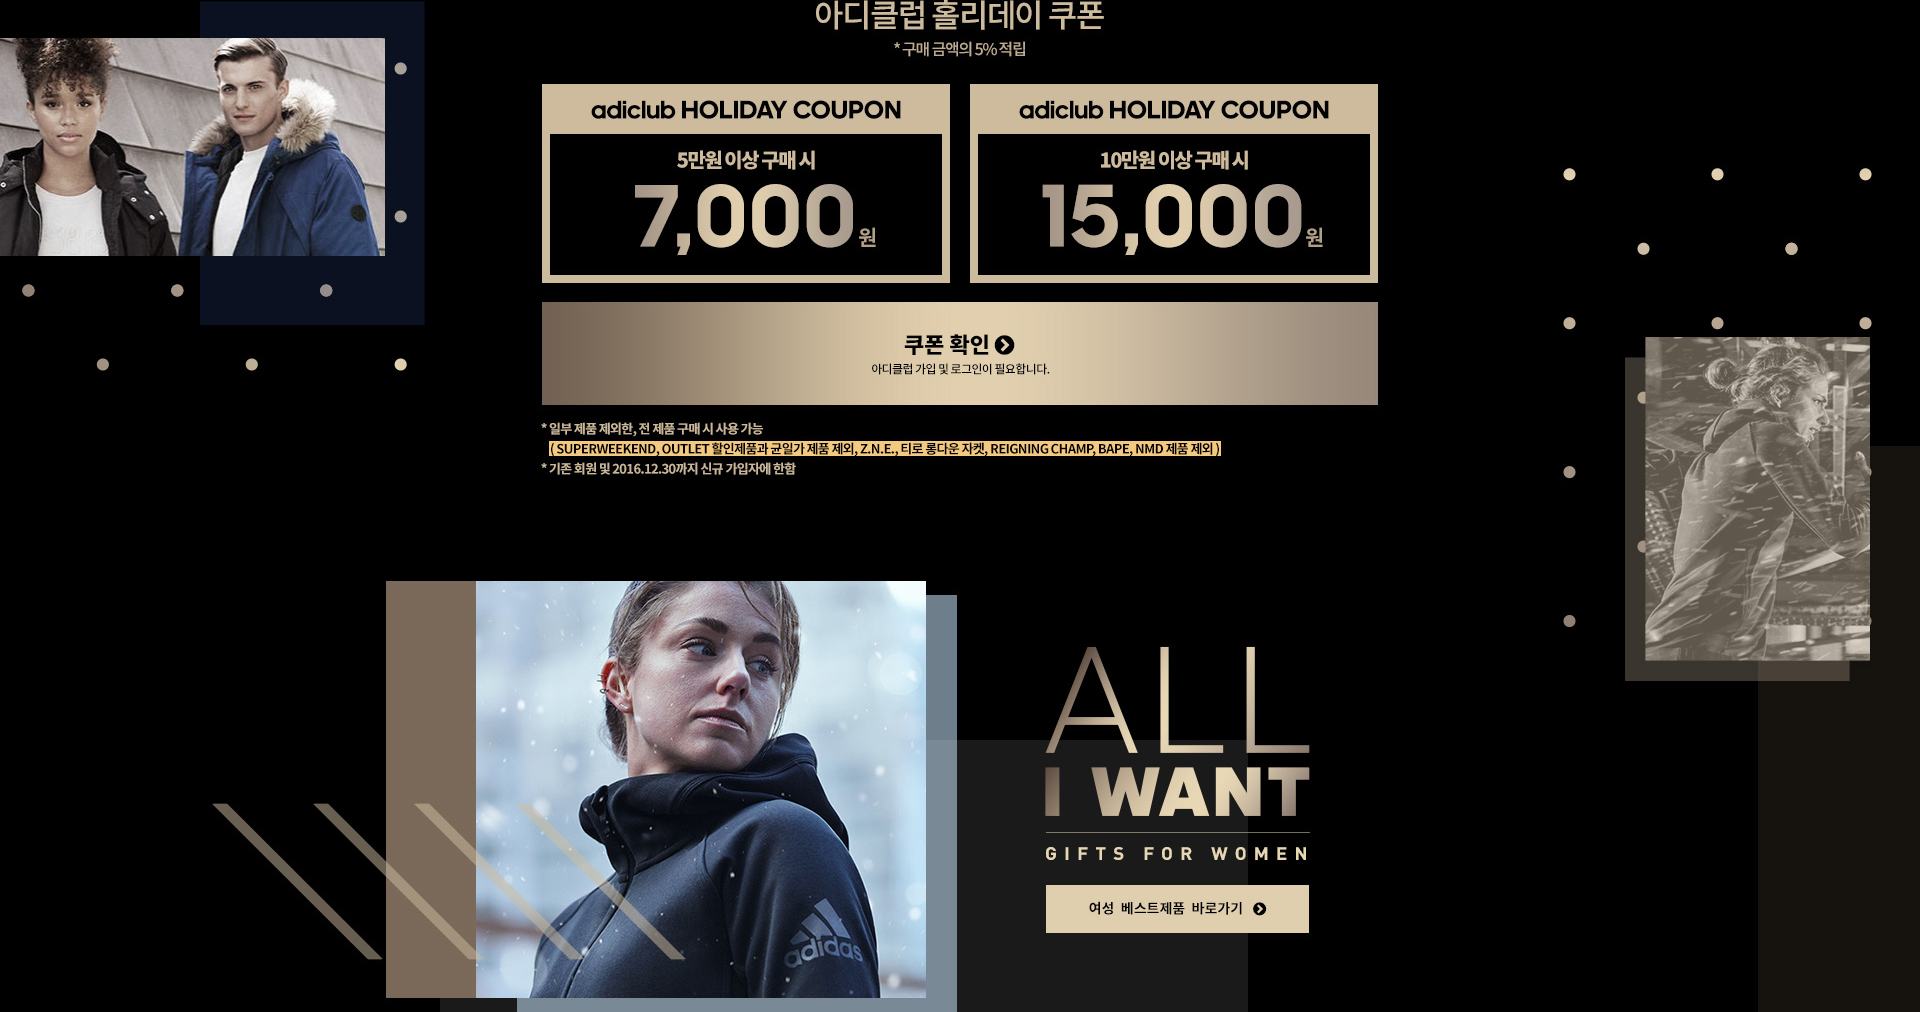 아디클럽 홀리데이 쿠폰
* 구매 금액의 5% 적립
adiclub HOLIDAY COUPON
5만원 이상 구매 시
7,000원
adiclub HOLIDAY COUPON
10만원 이상 구매 시
15,000원
쿠폰 확인
아디클럽 가입 및 로그인이 필요합니다.
* 일부 제품 제외한, 전 제품 구매 시 사용 가능
( SUPERWEEKEND, OUTLET 할인제품과 균일가 제품 제외, Z.N.E., 티로 롱다운 자켓, REIGNING CHAMP, BAPE, NMD 제품 제외 )
* 기존 회원 및 2016.12.30까지 신규 가입자에 한함
ALL
I WANT
GIFTS FOR WOMEN
여성 베스트제품 바로가기
adidas